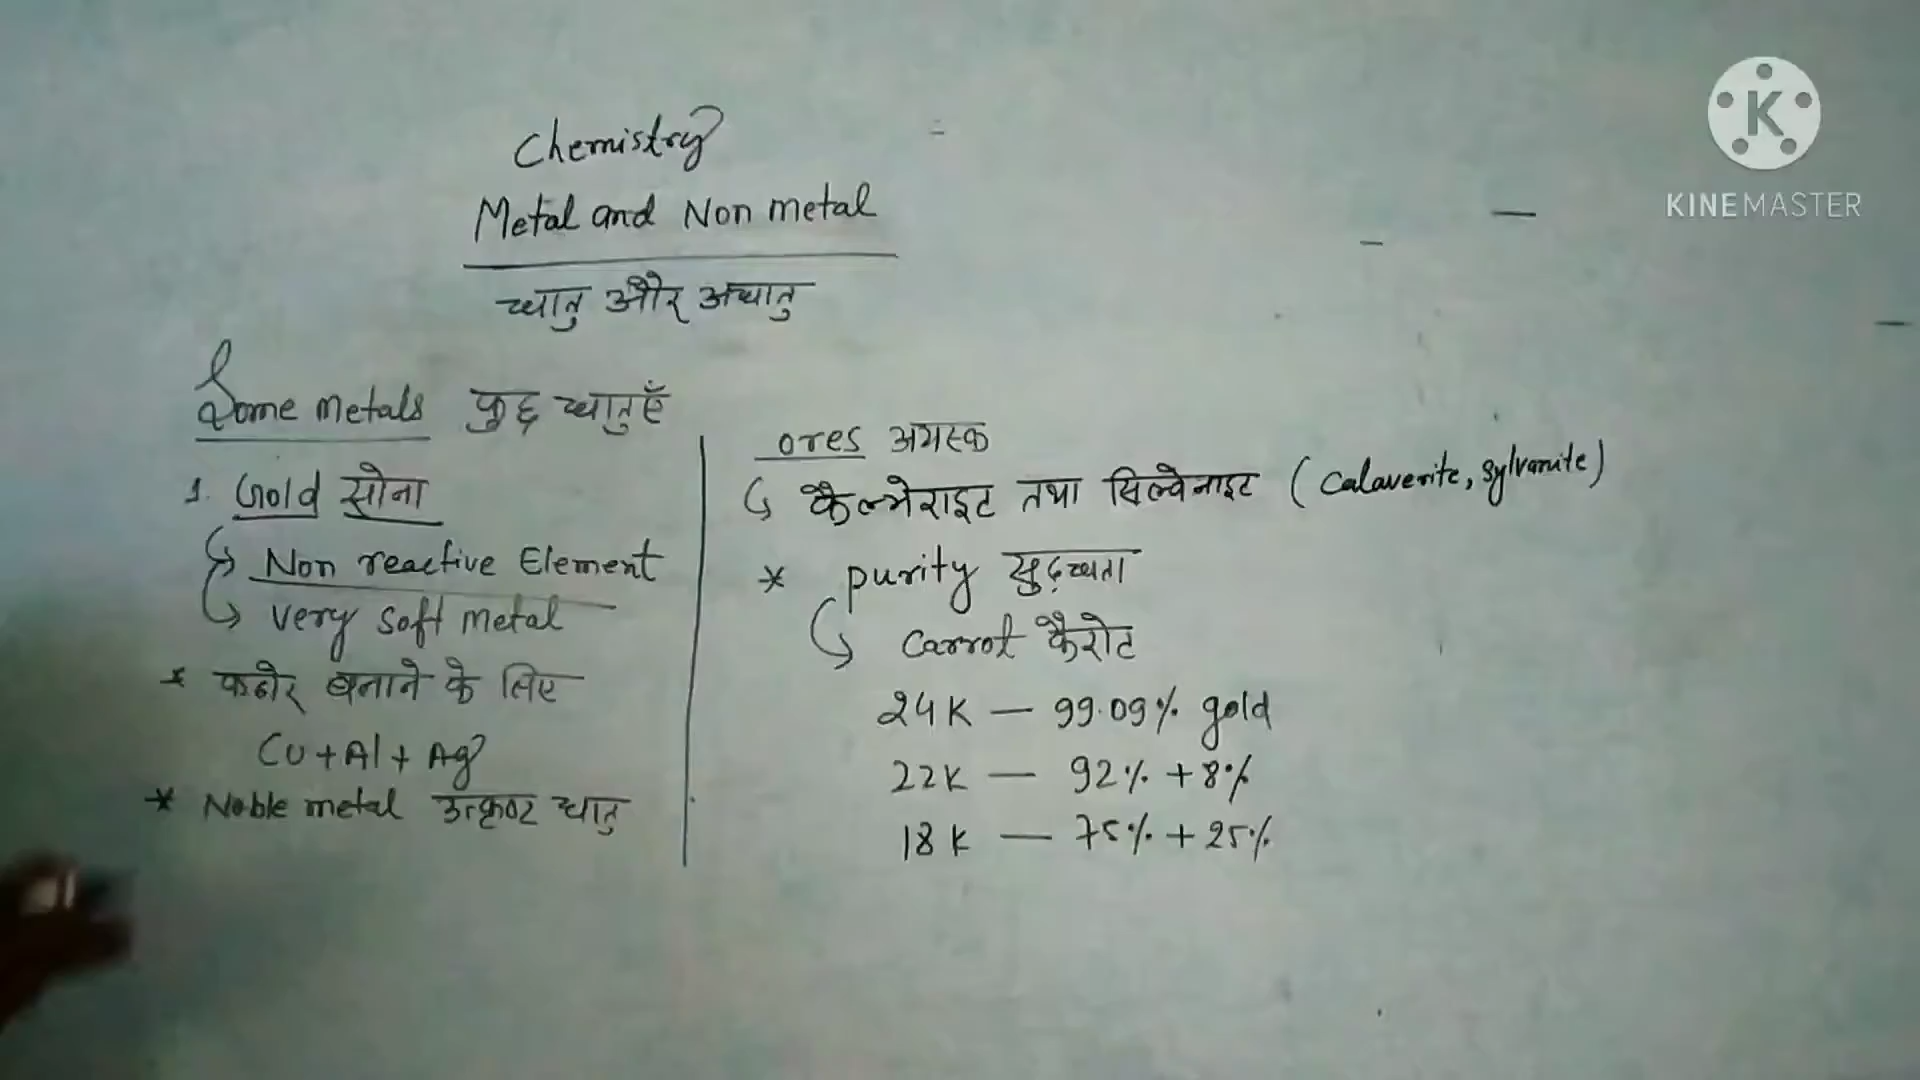 Chemistry
Metal and Non metal
धातु और अधातु
Some metals कुछ धातुएँ
1. Gold सोना
Non reactive Element
very soft metal
* कठोर बनाने के लिए
Cu + Al + Ag
* Noble metal उत्कृष्ट धातु
ores अयस्क
कैल्भेराइट तथा सिल्वेनाइट (Calaverite, sylvanite)
* purity सुद्धता
Carrot कैरोट
24K — 99.09% gold
22K — 92% + 8%
18K — 75% + 25%
K
KINEMASTER